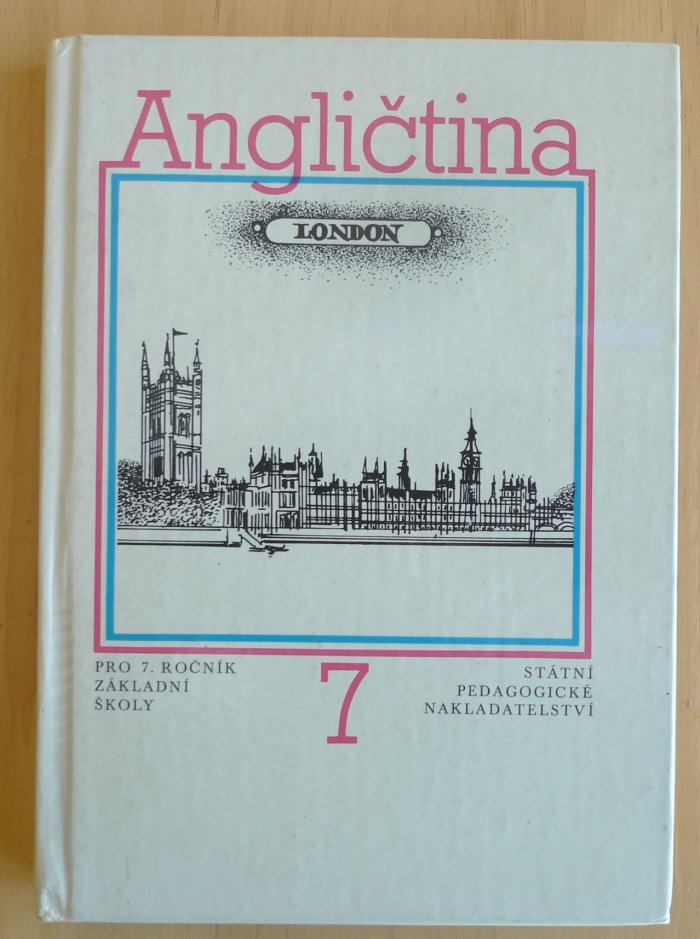 Angličtina
LONDON
PRO 7. ROČNÍK
ZÁKLADNÍ
ŠKOLY
7
STÁTNÍ
PEDAGOGICKÉ
NAKLADATELSTVÍ